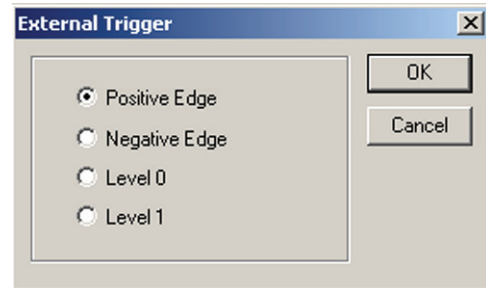 External Trigger
Positive Edge
Negative Edge
Level 0
Level 1
OK
Cancel